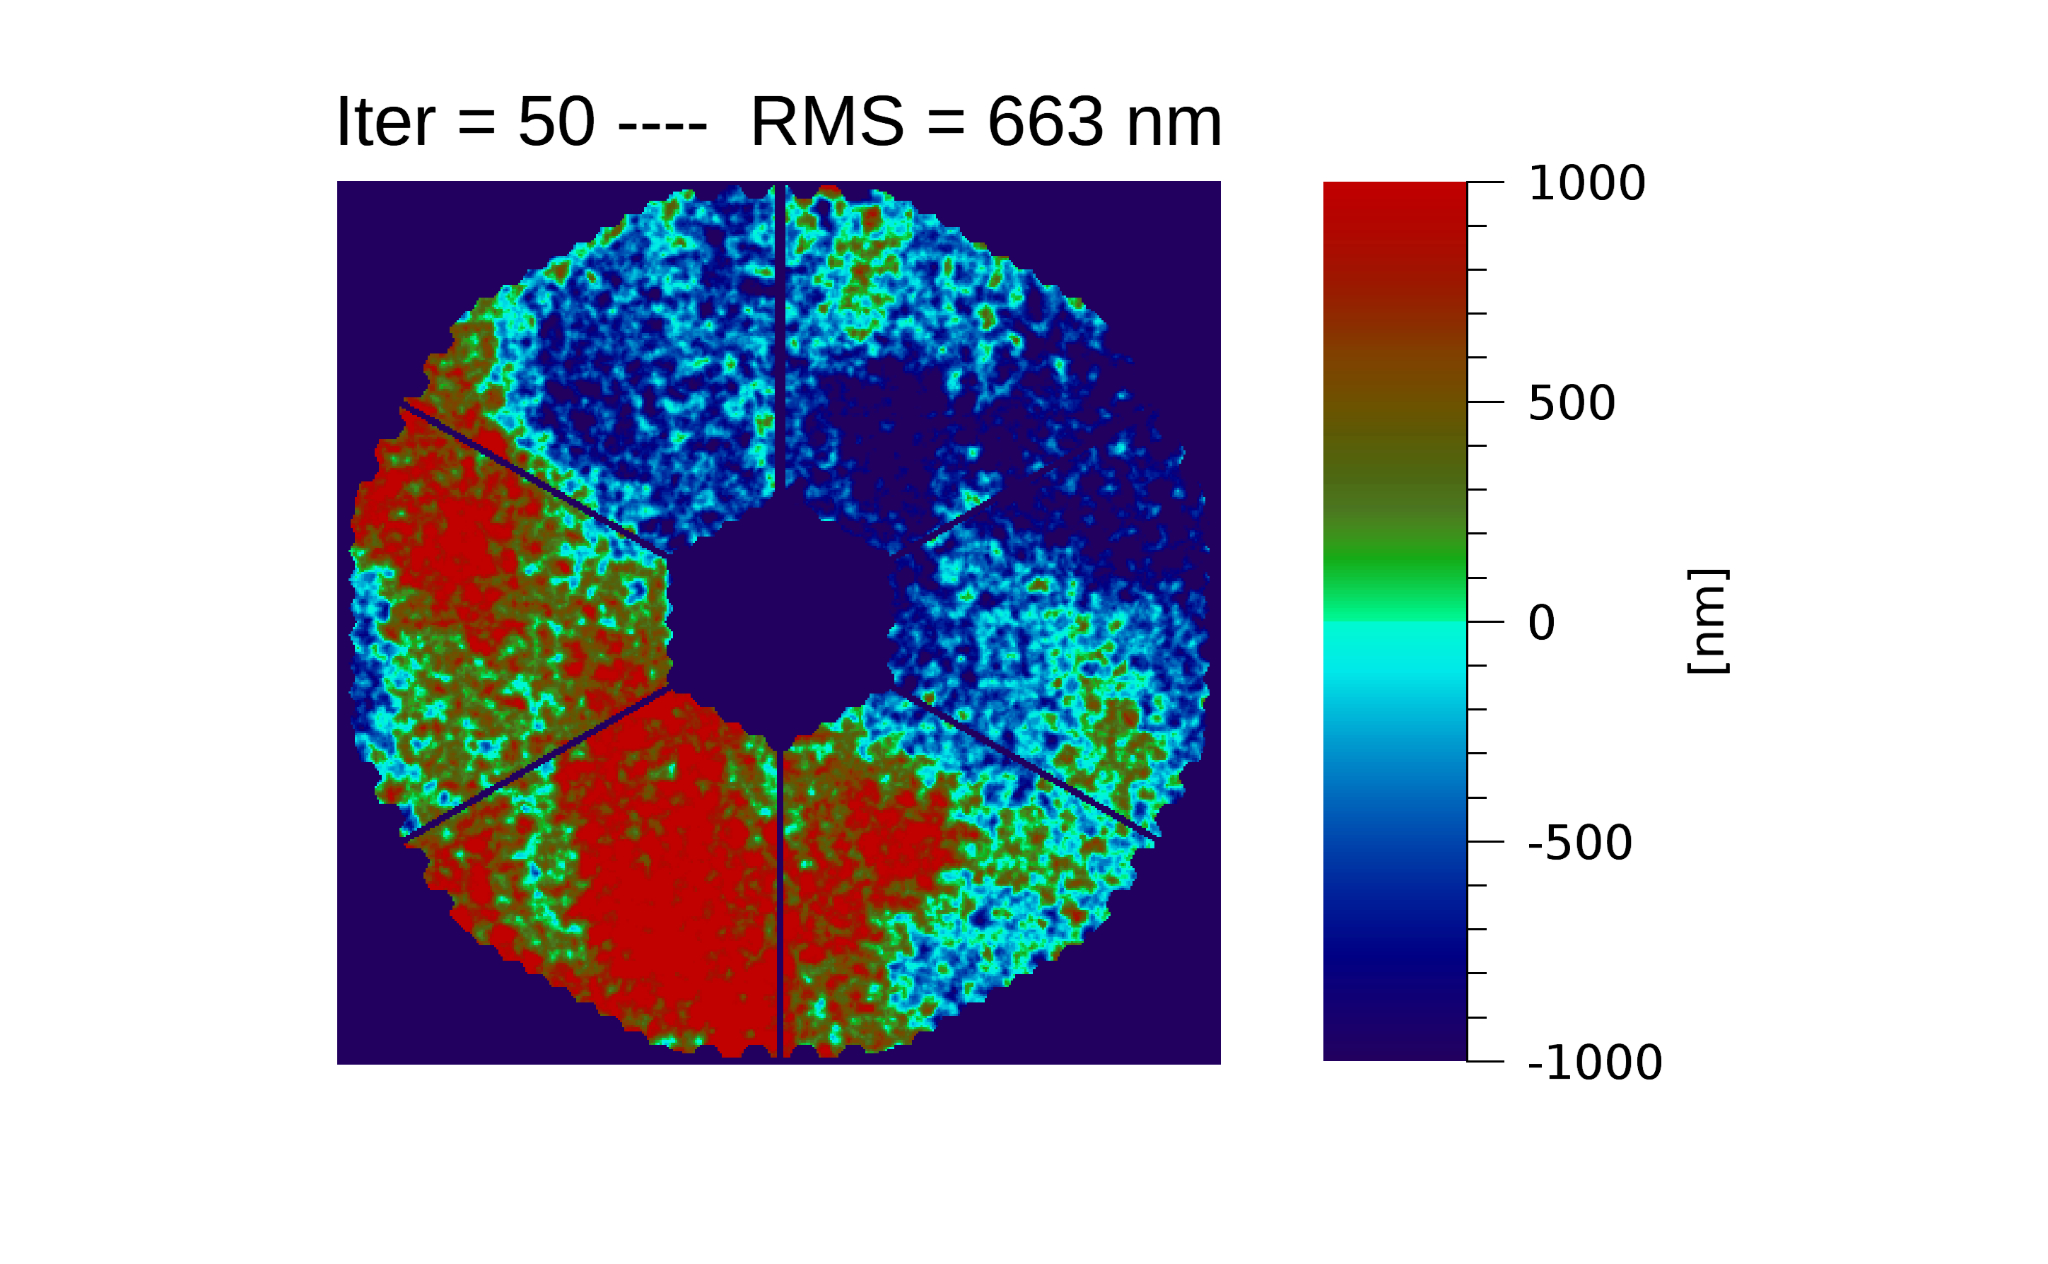 Iter = 50 ----  RMS = 663 nm
1000
500
0
-500
-1000
[nm]